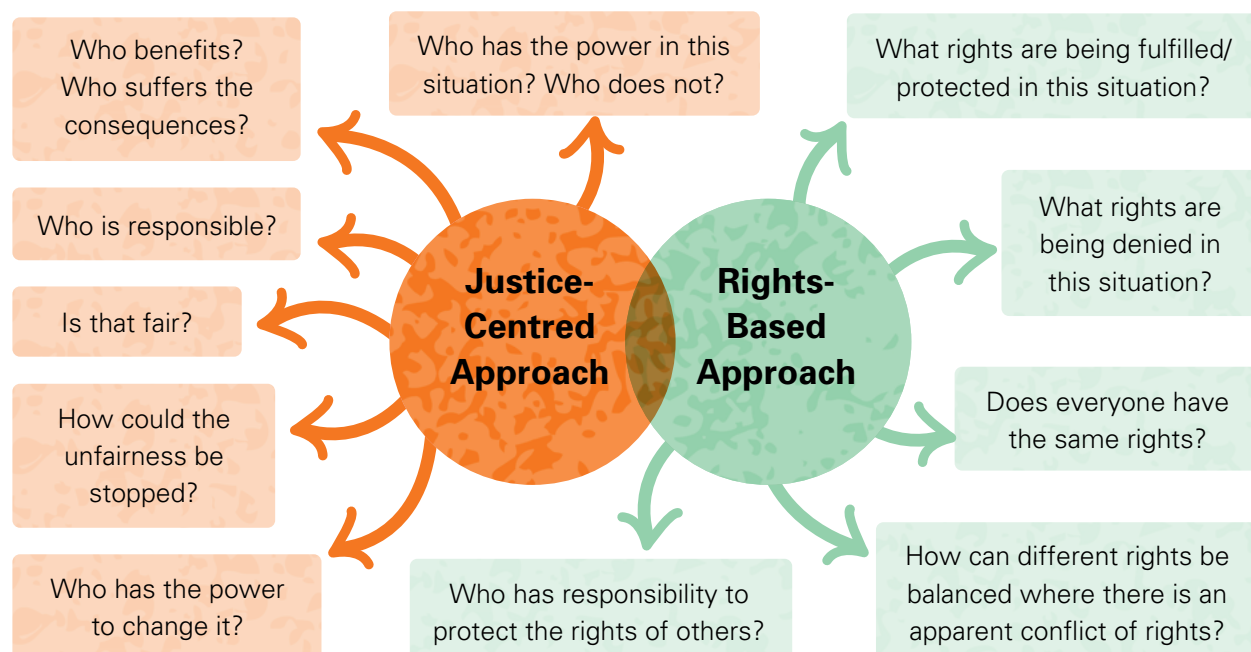 Who benefits?
Who suffers the
consequences?
Who has the power in this
situation? Who does not?
What rights are being fulfilled/
protected in this situation?
Who is responsible?
What rights are
being denied in
this situation?
Is that fair?
Justice-
Centred
Approach
Rights-
Based
Approach
How could the
unfairness be
stopped?
Does everyone have
the same rights?
Who has the power
to change it?
Who has responsibility to
protect the rights of others?
How can different rights be
balanced where there is an
apparent conflict of rights?